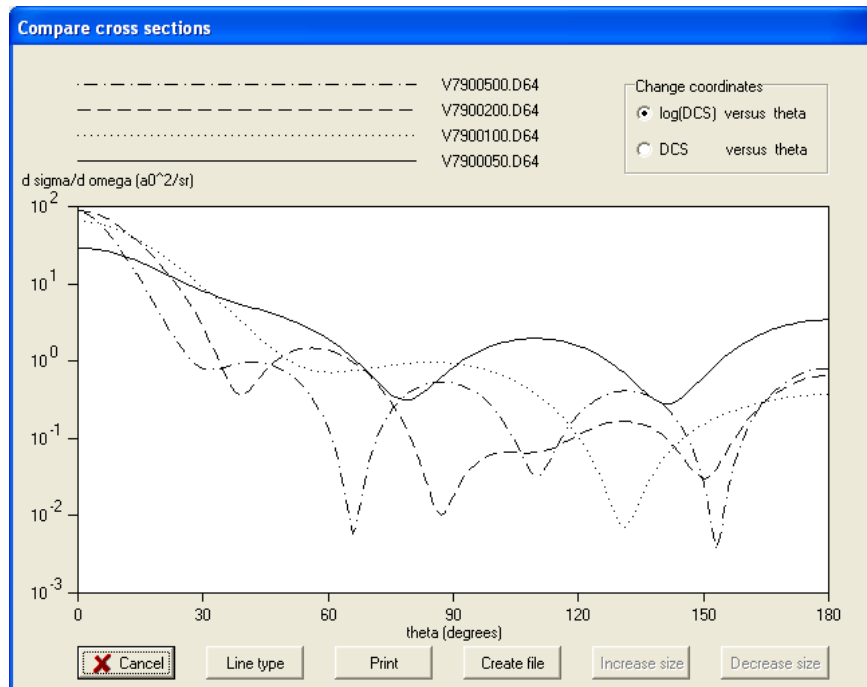 Compare cross sections
V7900500.D64
V7900200.D64
V7900100.D64
V7900050.D64
Change coordinates
log(DCS) versus theta
DCS versus theta
d sigma/d omega (a0^2/sr)
10^2
10^1
10^0
10^-1
10^-2
10^-3
0 30 60 90 120 150 180
theta (degrees)
Cancel Line type Print Create file Increase size Decrease size